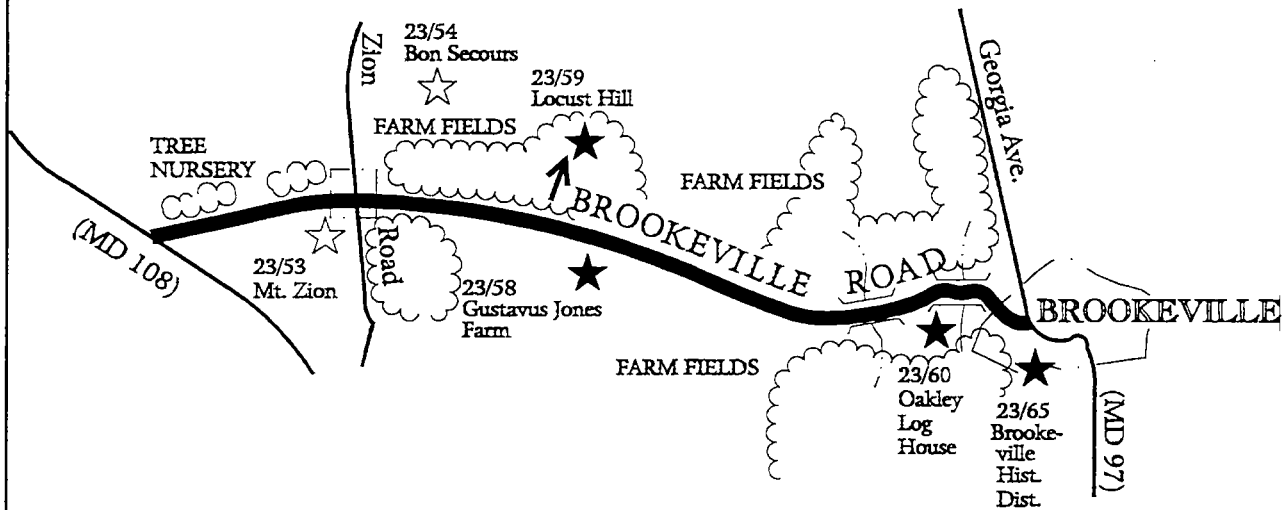 23/54
Bon Secours
Zion
Road
23/59
Locust Hill
Georgia Ave.
TREE
NURSERY
FARM FIELDS
FARM FIELDS
(MD 108)
BROOKEVILLE ROAD
23/53
Mt. Zion
23/58
Gustavus Jones
Farm
BROOKEVILLE
FARM FIELDS
23/60
Oakley
Log
House
23/65
Brooke-
ville
Hist.
Dist.
(MD 97)